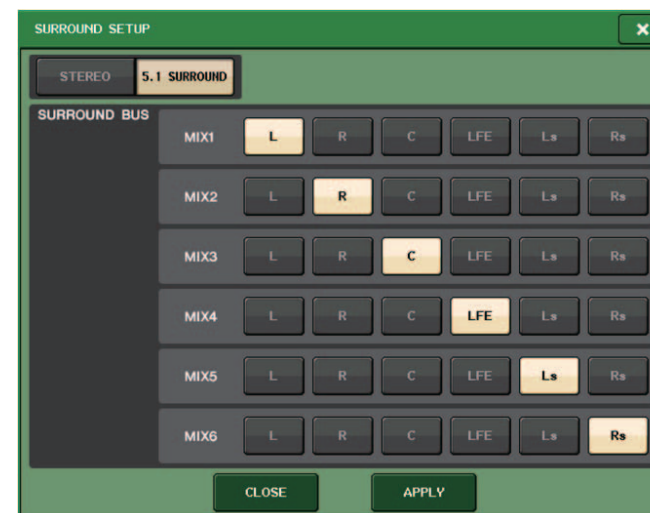 SURROUND SETUP
×
STEREO 5.1 SURROUND
SURROUND BUS
MIX1 L R C LFE Ls Rs
MIX2 L R C LFE Ls Rs
MIX3 L R C LFE Ls Rs
MIX4 L R C LFE Ls Rs
MIX5 L R C LFE Ls Rs
MIX6 L R C LFE Ls Rs
CLOSE APPLY